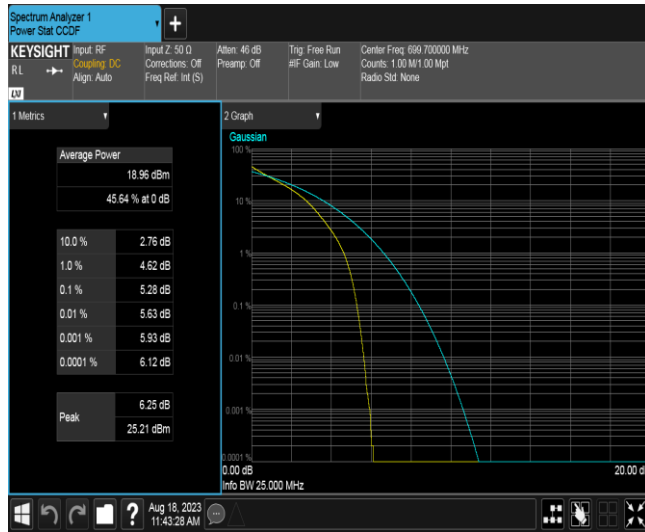 Spectrum Analyzer 1
Power Stat CCDF
+
KEYSIGHT
RL
LXI
Input: RF
Coupling: DC
Align: Auto
Input Z: 50 Ω
Corrections: Off
Freq Ref: Int (S)
Atten: 46 dB
Preamp: Off
Trig: Free Run
#IF Gain: Low
Center Freq: 699.700000 MHz
Counts: 1.00 M/1.00 Mpt
Radio Std: None
1 Metrics
Average Power
18.96 dBm
45.64 % at 0 dB
10.0 % 2.76 dB
1.0 % 4.62 dB
0.1 % 5.28 dB
0.01 % 5.63 dB
0.001 % 5.93 dB
0.0001 % 6.12 dB
Peak
6.25 dB
25.21 dBm
2 Graph
Gaussian
100 %
10 %
1 %
0.1 %
0.01 %
0.001 %
0.0001 %
0.00 dB
20.00 d
Info BW 25.000 MHz
?
Aug 18, 2023
11:43:28 AM